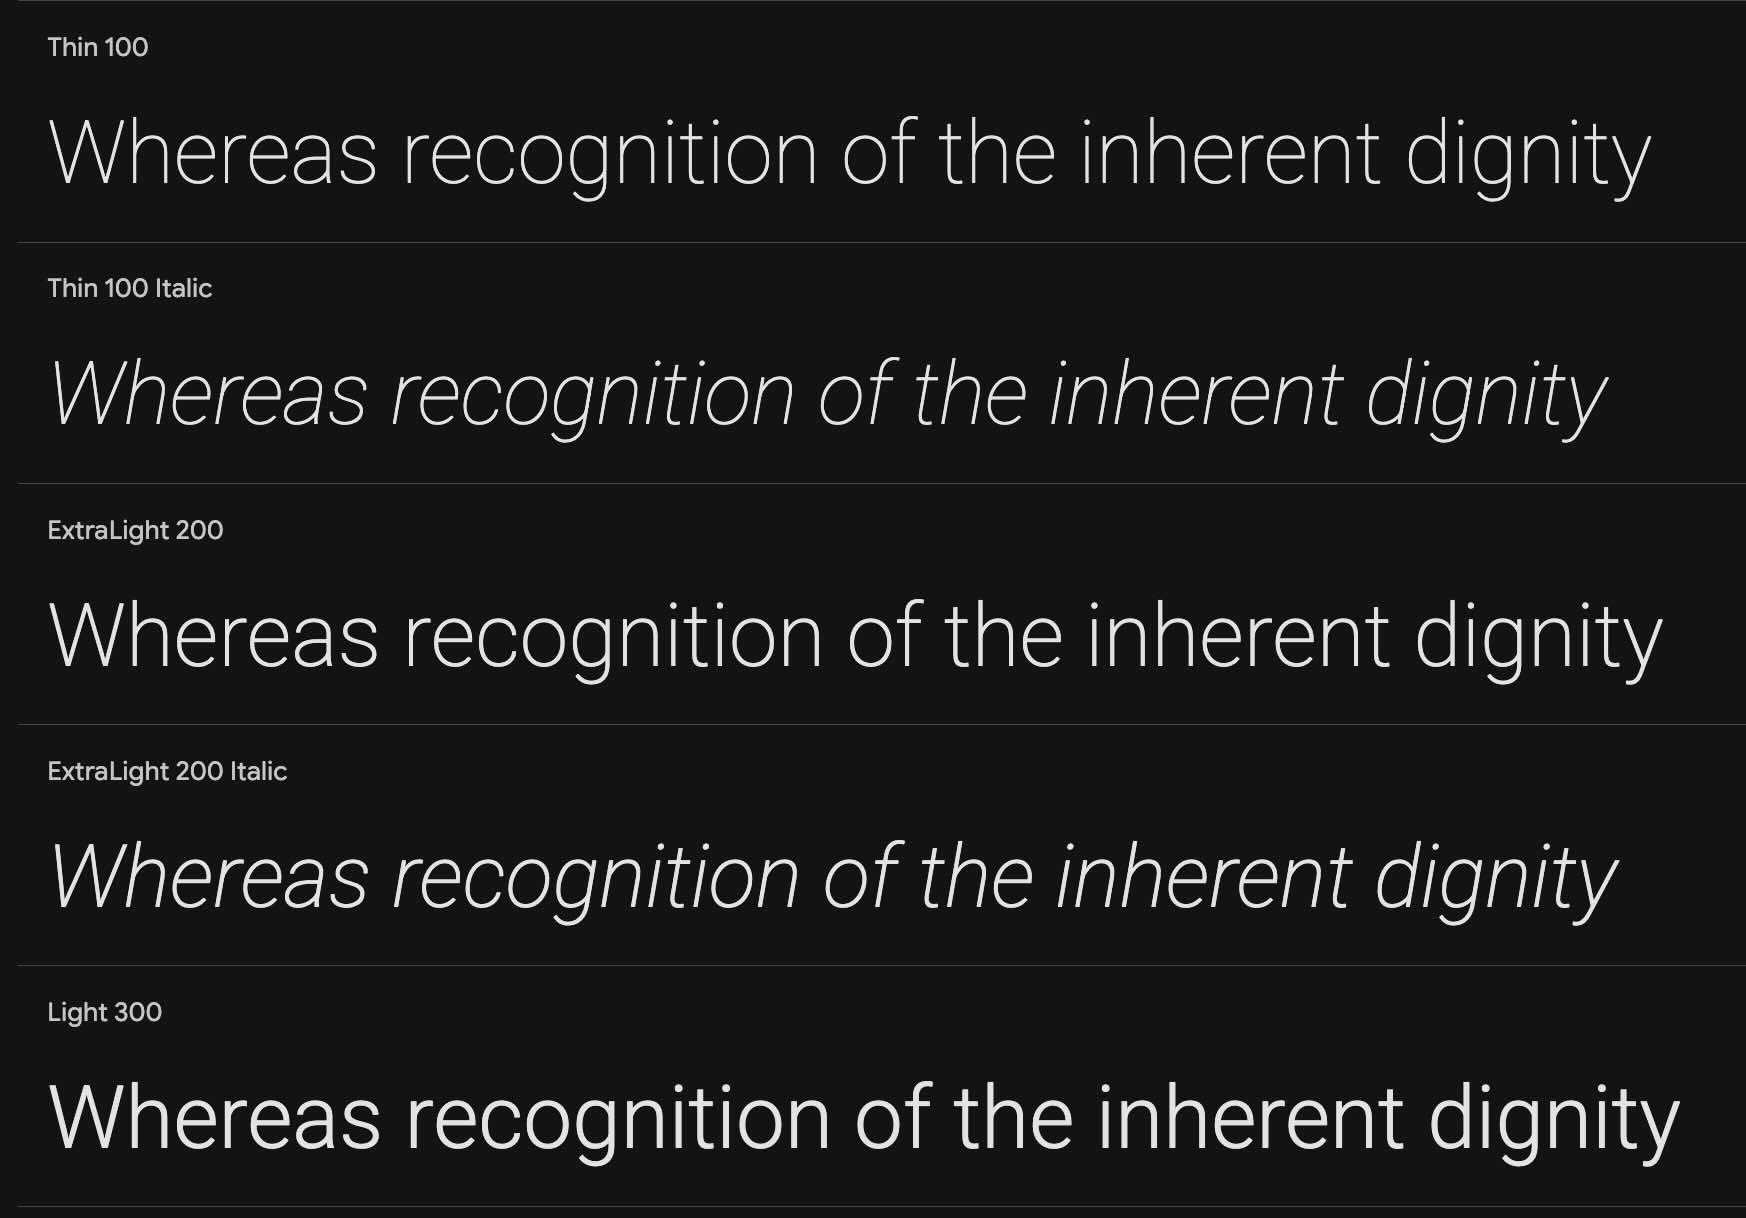 Thin 100
Whereas recognition of the inherent dignity
Thin 100 Italic
Whereas recognition of the inherent dignity
ExtraLight 200
Whereas recognition of the inherent dignity
ExtraLight 200 Italic
Whereas recognition of the inherent dignity
Light 300
Whereas recognition of the inherent dignity